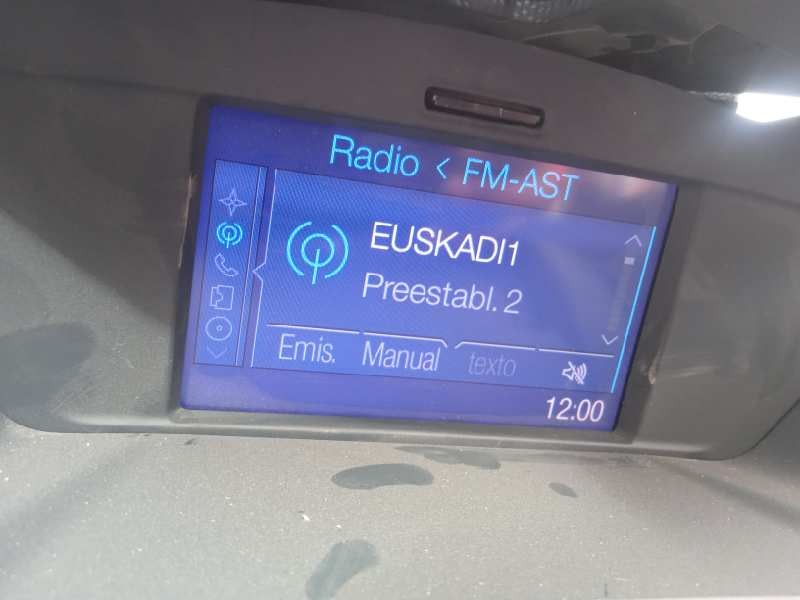 Radio < FM-AST
EUSKADI1
Preestabl. 2
Emis. Manual texto
12:00